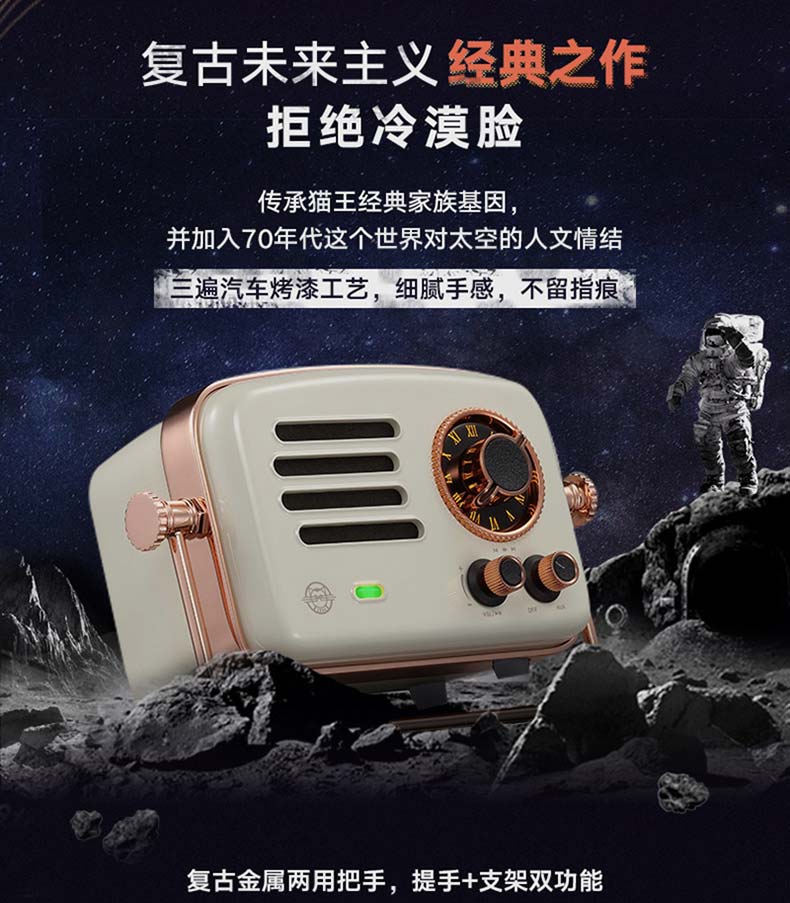 复古未来主义 经典之作
拒绝冷漠脸
传承猫王经典家族基因，
并加入70年代这个世界对太空的人文情结
三遍汽车烤漆工艺，细腻手感，不留指痕
XII
OFF
AUX
复古金属两用把手，提手+支架双功能